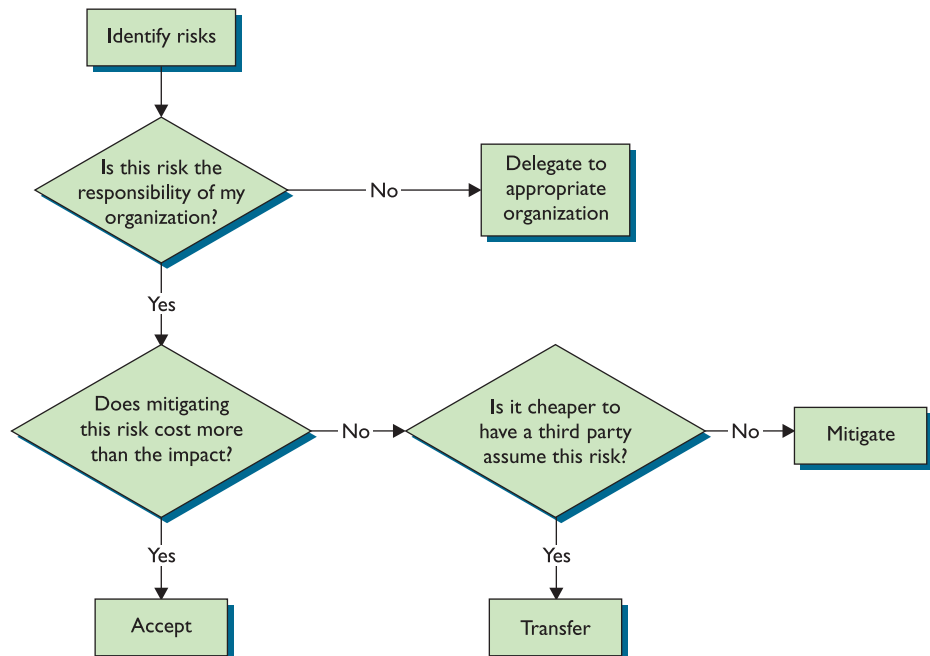 Identify risks
Is this risk the
responsibility of my
organization?
No
Delegate to
appropriate
organization
Yes
Does mitigating
this risk cost more
than the impact?
No
Is it cheaper to
have a third party
assume this risk?
No
Mitigate
Yes
Accept
Yes
Transfer